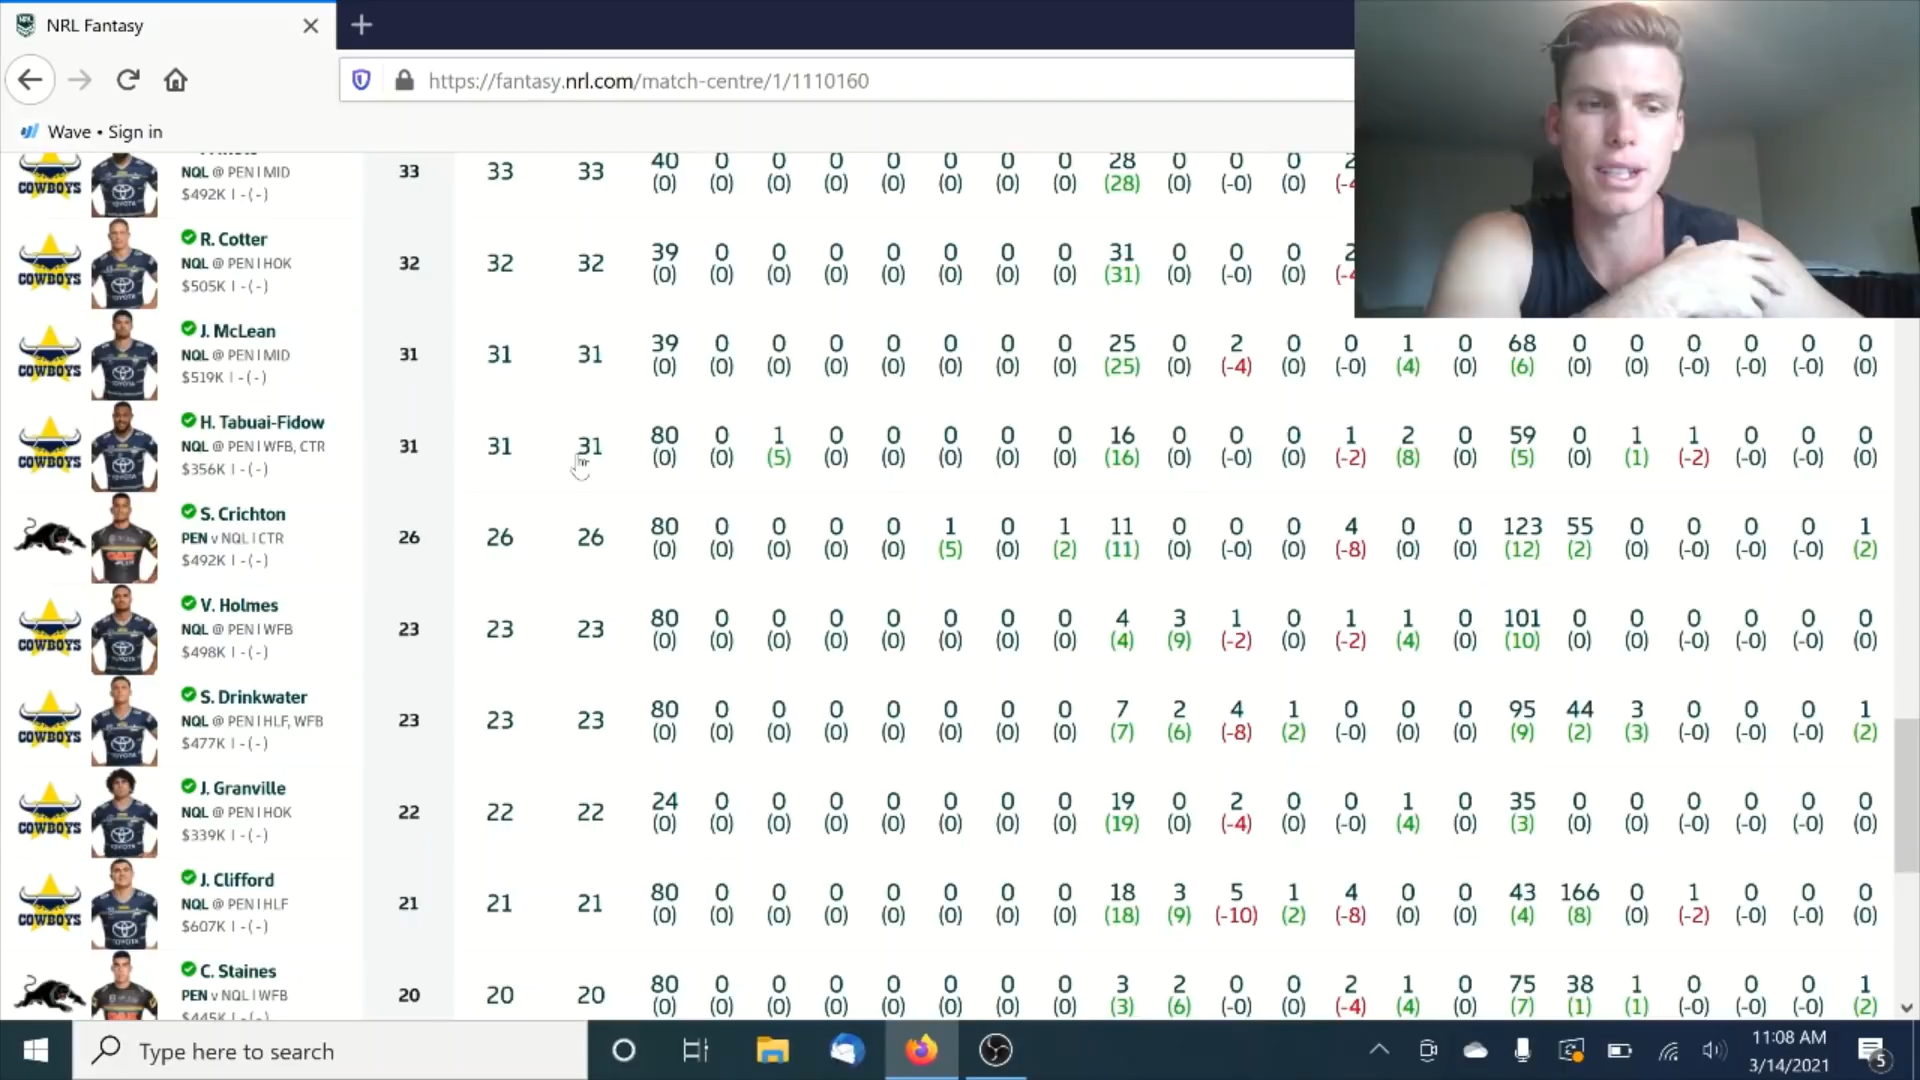 NRL Fantasy
https://fantasy.nrl.com/match-centre/1/1110160
Wave • Sign in
COWBOYS NQL @ PEN | MID 33 33 33 40 0 0 0 0 0 0 0 28 0 0 0
$492K | - (-) (0) (0) (0) (0) (0) (0) (0) (0) (28) (0) (-0) (0)
R. Cotter
COWBOYS NQL @ PEN | HOK 32 32 32 39 0 0 0 0 0 0 0 31 0 0 0
$505K | - (-) (0) (0) (0) (0) (0) (0) (0) (0) (31) (0) (-0) (0)
J. McLean
COWBOYS NQL @ PEN | MID 31 31 31 39 0 0 0 0 0 0 0 25 0 2 0 0 1 0 68 0 0 0 0 0 0
$519K | - (-) (0) (0) (0) (0) (0) (0) (0) (0) (25) (0) (-4) (0) (-0) (4) (0) (6) (0) (0) (-0) (-0) (-0) (0)
H. Tabuai-Fidow
COWBOYS NQL @ PEN | WFB, CTR 31 31 31 80 0 1 0 0 0 0 0 16 0 0 0 1 2 0 59 0 1 1 0 0 0
$356K | - (-) (0) (0) (5) (0) (0) (0) (0) (0) (16) (0) (-0) (0) (-2) (8) (0) (5) (0) (1) (-2) (-0) (-0) (0)
S. Crichton
PEN v NQL | CTR 26 26 26 80 0 0 0 0 1 0 1 11 0 0 0 4 0 0 123 55 0 0 0 0 1
$492K | - (-) (0) (0) (0) (0) (0) (5) (0) (2) (11) (0) (-0) (0) (-8) (0) (0) (12) (2) (0) (-0) (-0) (-0) (2)
V. Holmes
COWBOYS NQL @ PEN | WFB 23 23 23 80 0 0 0 0 0 0 0 4 3 1 0 1 1 0 101 0 0 0 0 0 0
$498K | - (-) (0) (0) (0) (0) (0) (0) (0) (0) (4) (9) (-2) (0) (-2) (4) (0) (10) (0) (0) (-0) (-0) (-0) (0)
S. Drinkwater
COWBOYS NQL @ PEN | HLF, WFB 23 23 23 80 0 0 0 0 0 0 0 7 2 4 1 0 0 0 95 44 3 0 0 0 1
$477K | - (-) (0) (0) (0) (0) (0) (0) (0) (0) (7) (6) (-8) (2) (-0) (0) (0) (9) (2) (3) (-0) (-0) (-0) (2)
J. Granville
COWBOYS NQL @ PEN | HOK 22 22 22 24 0 0 0 0 0 0 0 19 0 2 0 0 1 0 35 0 0 0 0 0 0
$339K | - (-) (0) (0) (0) (0) (0) (0) (0) (0) (19) (0) (-4) (0) (-0) (4) (0) (3) (0) (0) (-0) (-0) (-0) (0)
J. Clifford
COWBOYS NQL @ PEN | HLF 21 21 21 80 0 0 0 0 0 0 0 18 3 5 1 4 0 0 43 166 0 1 0 0 0
$607K | - (-) (0) (0) (0) (0) (0) (0) (0) (0) (18) (9) (-10) (2) (-8) (0) (0) (4) (8) (0) (-2) (-0) (-0) (0)
C. Staines
PEN v NQL | WFB 20 20 20 80 0 0 0 0 0 0 0 3 2 0 0 2 1 0 75 38 1 0 0 0 1
$445K (0) (0) (0) (0) (0) (0) (0) (0) (3) (6) (-0) (0) (-4) (4) (0) (7) (1) (1) (-0) (-0) (-0) (2)
Type here to search
11:08 AM
3/14/2021
5